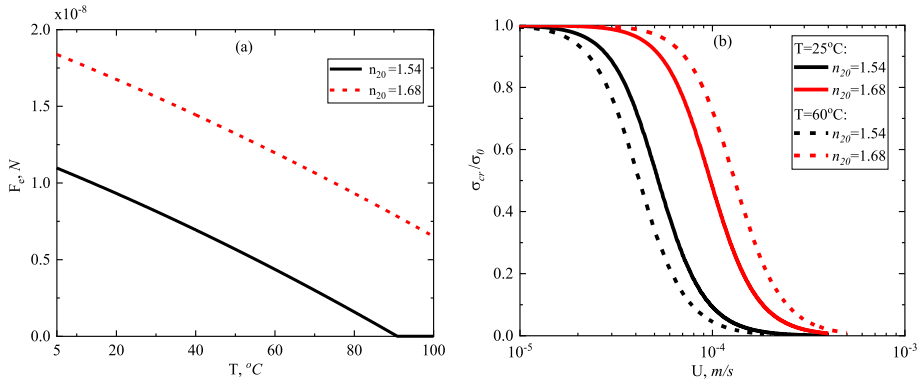 x10⁻⁸
2.0
1.5
1.0
0.5
0.0
Fₑ, N
(a)
n₂₀ =1.54
n₂₀ =1.68
5 20 40 60 80 100
T, °C
1.0
0.8
0.6
0.4
0.2
0.0
σcr/σ₀
(b)
T=25°C:
n₂₀=1.54
n₂₀=1.68
T=60°C:
n₂₀=1.54
n₂₀=1.68
10⁻⁵ 10⁻⁴ 10⁻³
U, m/s